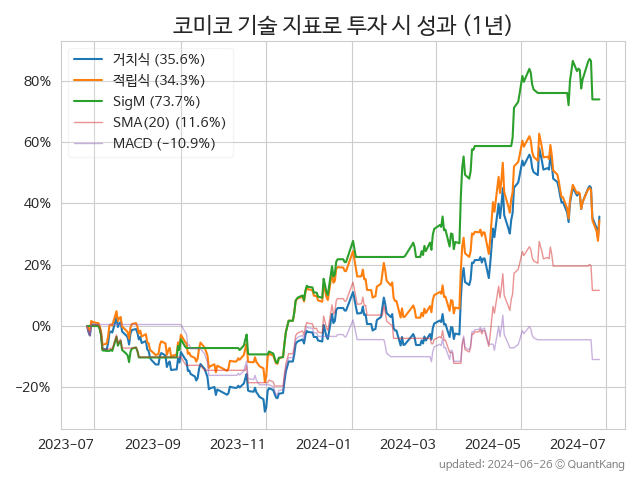 코미코 기술 지표로 투자 시 성과 (1년)
거치식 (35.6%)
적립식 (34.3%)
SigM (73.7%)
SMA(20) (11.6%)
MACD (−10.9%)
80%
60%
40%
20%
0%
−20%
2023-07 2023-09 2023-11 2024-01 2024-03 2024-05 2024-07
updated: 2024-06-26 © QuantKang